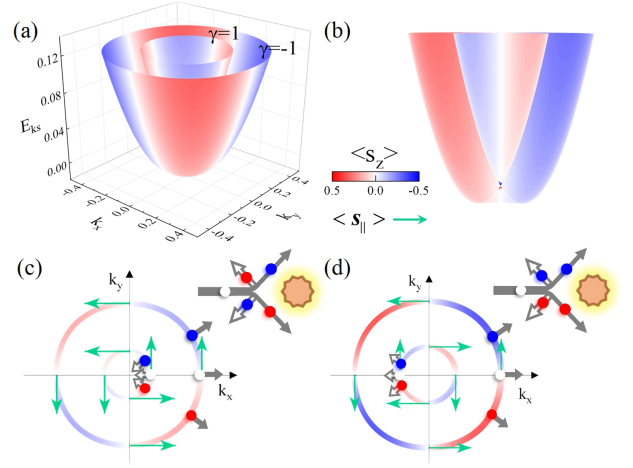 (a)
γ=1
γ=-1
0.12
0.08
0.04
0.00
E_ks
-0.4
-0.2
0.0
0.2
0.4
k_x
-0.4
-0.2
0.0
0.2
0.4
(b)
<S_z>
0.5
0.0
-0.5
<s_||>
(c)
k_y
k_x
(d)
k_y
k_x